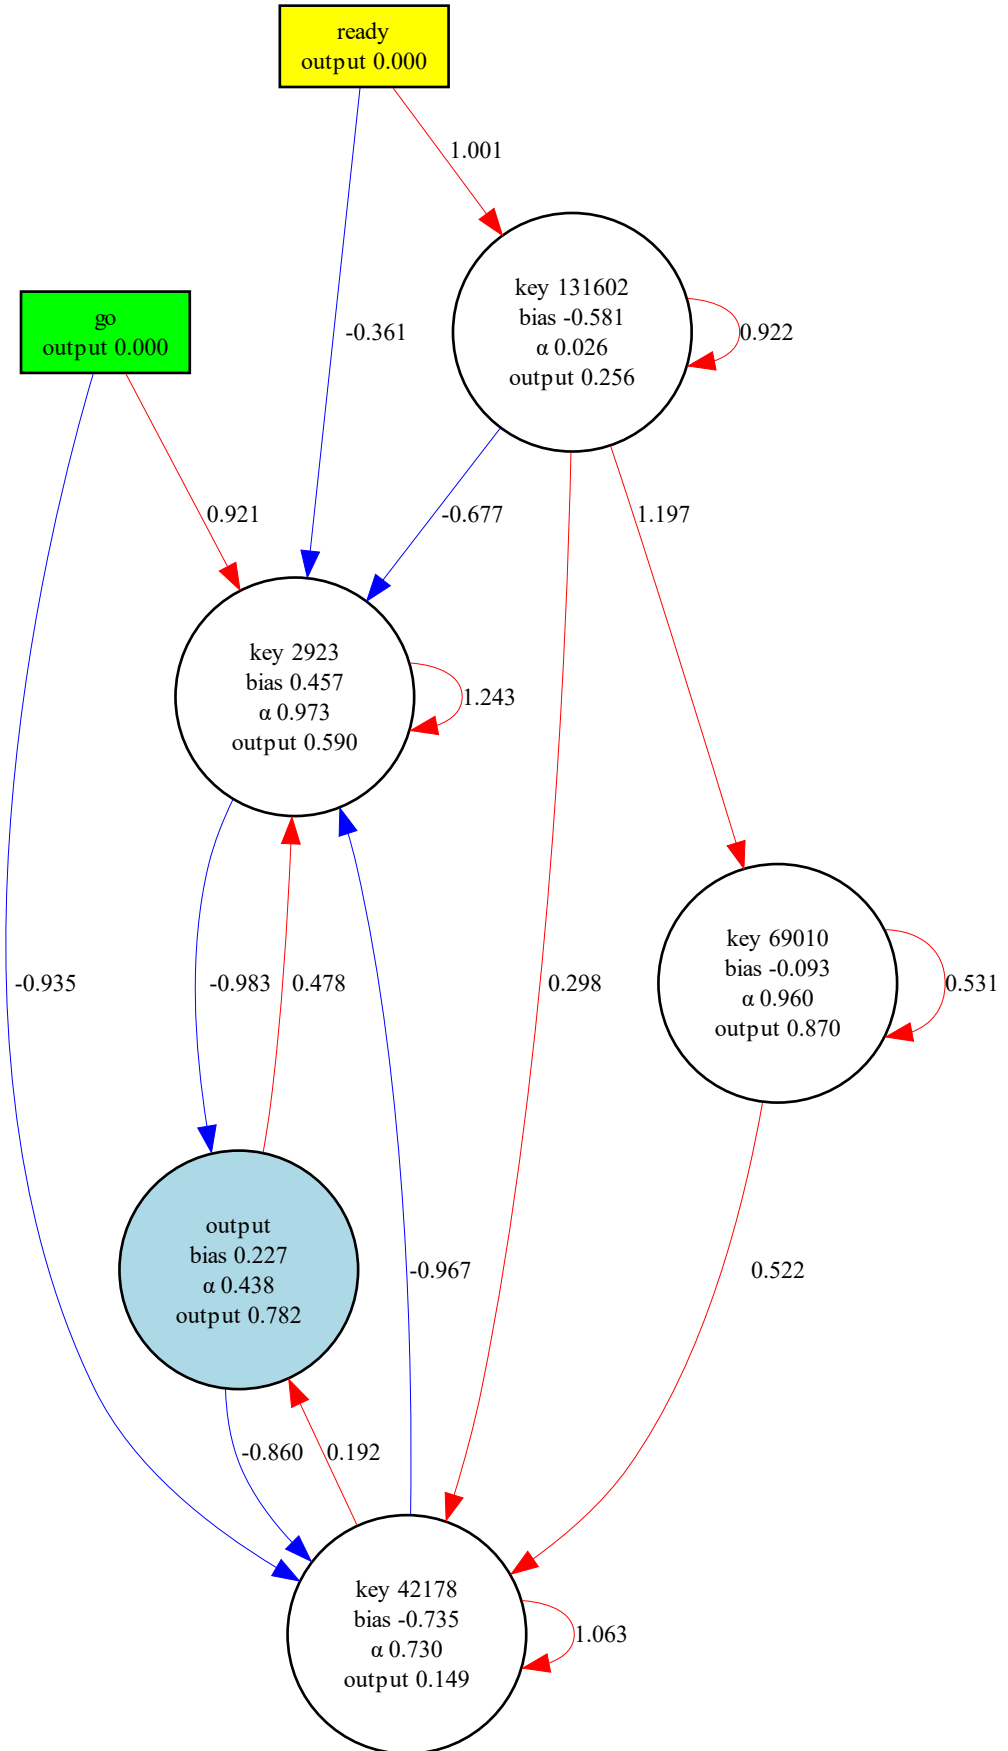 ready
output 0.000
1.001
go
output 0.000
key 131602
bias -0.581
α 0.026
output 0.256
0.922
-0.361
0.921
-0.677
1.197
key 2923
bias 0.457
α 0.973
output 0.590
1.243
key 69010
bias -0.093
α 0.960
output 0.870
0.531
-0.935
-0.983
0.478
0.298
output
bias 0.227
α 0.438
output 0.782
-0.967
0.522
-0.860
0.192
key 42178
bias -0.735
α 0.730
output 0.149
1.063